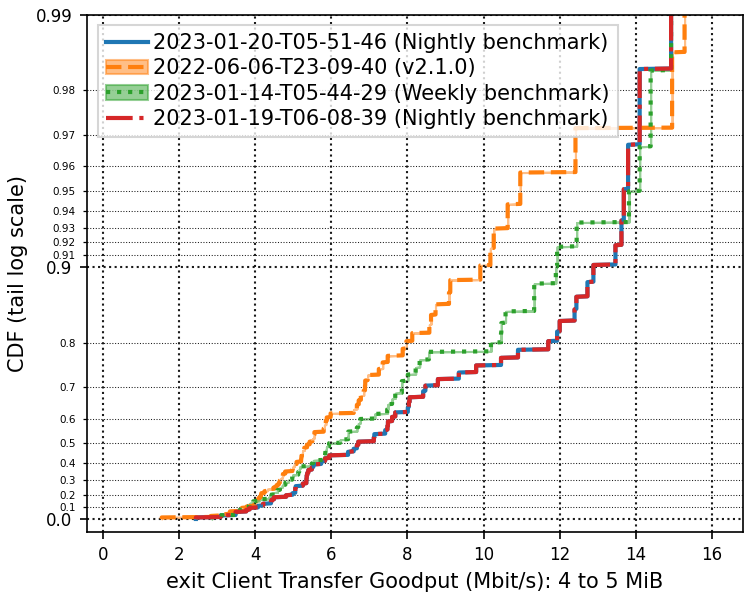 0.99
2023-01-20-T05-51-46 (Nightly benchmark)
2022-06-06-T23-09-40 (v2.1.0)
2023-01-14-T05-44-29 (Weekly benchmark)
2023-01-19-T06-08-39 (Nightly benchmark)
0.98
0.97
0.96
0.95
0.94
0.93
0.92
0.91
0.9
0.8
0.7
0.6
0.5
0.4
0.3
0.2
0.1
0.0
CDF (tail log scale)
0 2 4 6 8 10 12 14 16
exit Client Transfer Goodput (Mbit/s): 4 to 5 MiB